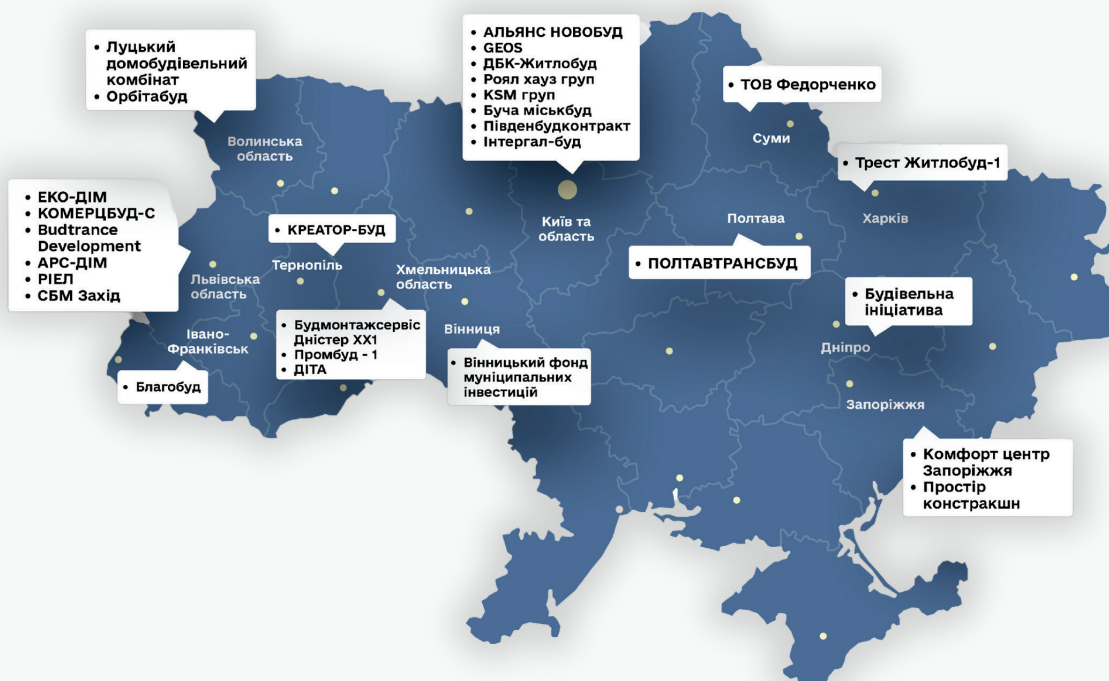 • Луцький
домобудівельний
комбінат
• Орбітабуд
Волинська
область
• АЛЬЯНС НОВОБУД
• GEOS
• ДБК-Житлобуд
• Роял хауз груп
• KSM груп
• Буча міськбуд
• Південбудконтракт
• Інтергал-буд
Київ та
область
• ТОВ Федорченко
Суми
• Трест Житлобуд-1
Харків
• ЕКО-ДІМ
• КОМЕРЦБУД-С
• Budtrance
Development
• АРС-ДІМ
• РІЕЛ
• СБМ Захід
Львівська
область
• КРЕАТОР-БУД
Тернопіль
Хмельницька
область
Полтава
• ПОЛТАВТРАНСБУД
• Будівельна
ініціатива
Дніпро
Івано-
Франківськ
• Благобуд
• Будмонтажсервіс
Дністер XX1
• Промбуд - 1
• ДІТА
Вінниця
• Вінницький фонд
муніципальних
інвестицій
Запоріжжя
• Комфорт центр
Запоріжжя
• Простір
констракшн